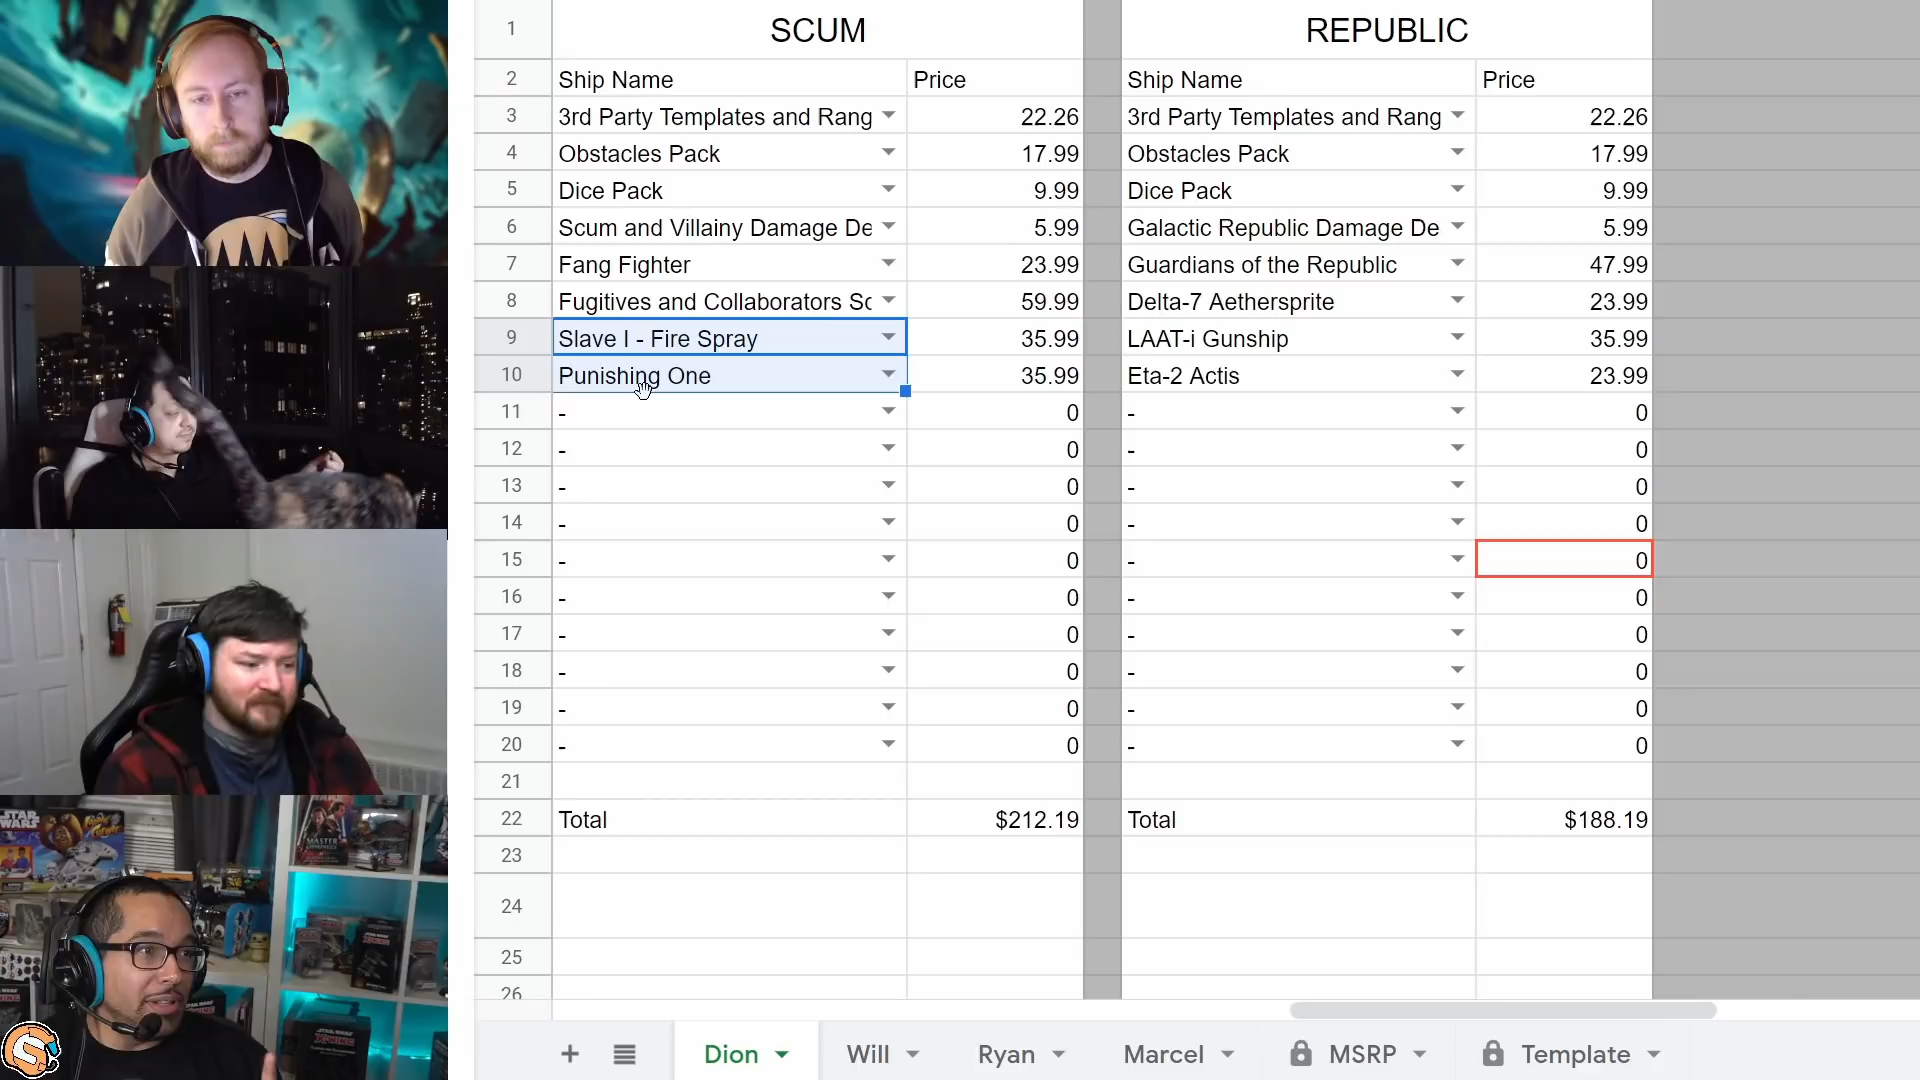 1 SCUM REPUBLIC
2 Ship Name Price Ship Name Price
3 3rd Party Templates and Rang 22.26 3rd Party Templates and Rang 22.26
4 Obstacles Pack 17.99 Obstacles Pack 17.99
5 Dice Pack 9.99 Dice Pack 9.99
6 Scum and Villainy Damage De 5.99 Galactic Republic Damage De 5.99
7 Fang Fighter 23.99 Guardians of the Republic 47.99
8 Fugitives and Collaborators Sc 59.99 Delta-7 Aethersprite 23.99
9 Slave I - Fire Spray 35.99 LAAT-i Gunship 35.99
10 Punishing One 35.99 Eta-2 Actis 23.99
11 - 0 - 0
12 - 0 - 0
13 - 0 - 0
14 - 0 - 0
15 - 0 - 0
16 - 0 - 0
17 - 0 - 0
18 - 0 - 0
19 - 0 - 0
20 - 0 - 0
21
22 Total $212.19 Total $188.19
23
24
25
26
STAR
WARS
MASTER
Dion Will Ryan Marcel MSRP Template